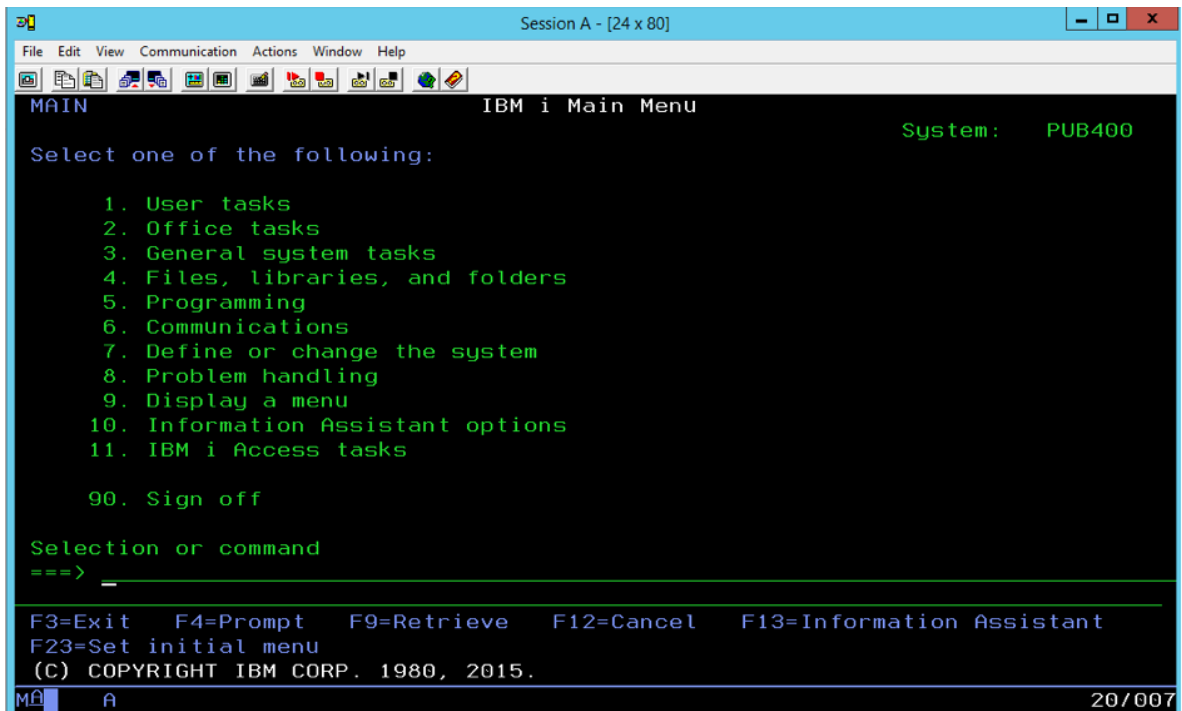 Session A - [24 x 80]
File Edit View Communication Actions Window Help
MAIN IBM i Main Menu
System: PUB400
Select one of the following:
1. User tasks
2. Office tasks
3. General system tasks
4. Files, libraries, and folders
5. Programming
6. Communications
7. Define or change the system
8. Problem handling
9. Display a menu
10. Information Assistant options
11. IBM i Access tasks
90. Sign off
Selection or command
===>
F3=Exit F4=Prompt F9=Retrieve F12=Cancel F13=Information Assistant
F23=Set initial menu
(C) COPYRIGHT IBM CORP. 1980, 2015.
MA A 20/007